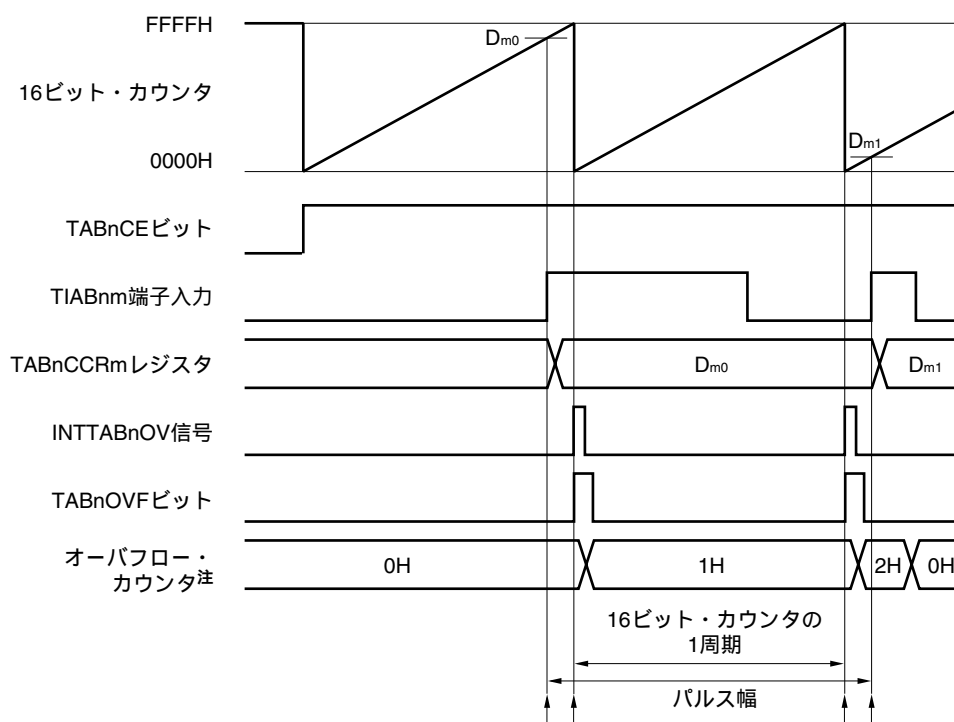 FFFFH
Dm0
16ビット・カウンタ
0000H
Dm1
TABnCEビット
TIABnm端子入力
TABnCCRmレジスタ
Dm0
Dm1
INTTABnOV信号
TABnOVFビット
オーバフロー・
カウンタ注
0H
1H
2H
0H
16ビット・カウンタの
1周期
パルス幅